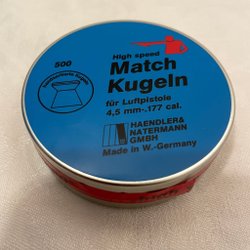 High speed
500
Match
Kugeln
für Luftpistole
4,5 mm-.177 cal.
HAENDLER&
NATERMANN
GMBH
Made in W.-Germany